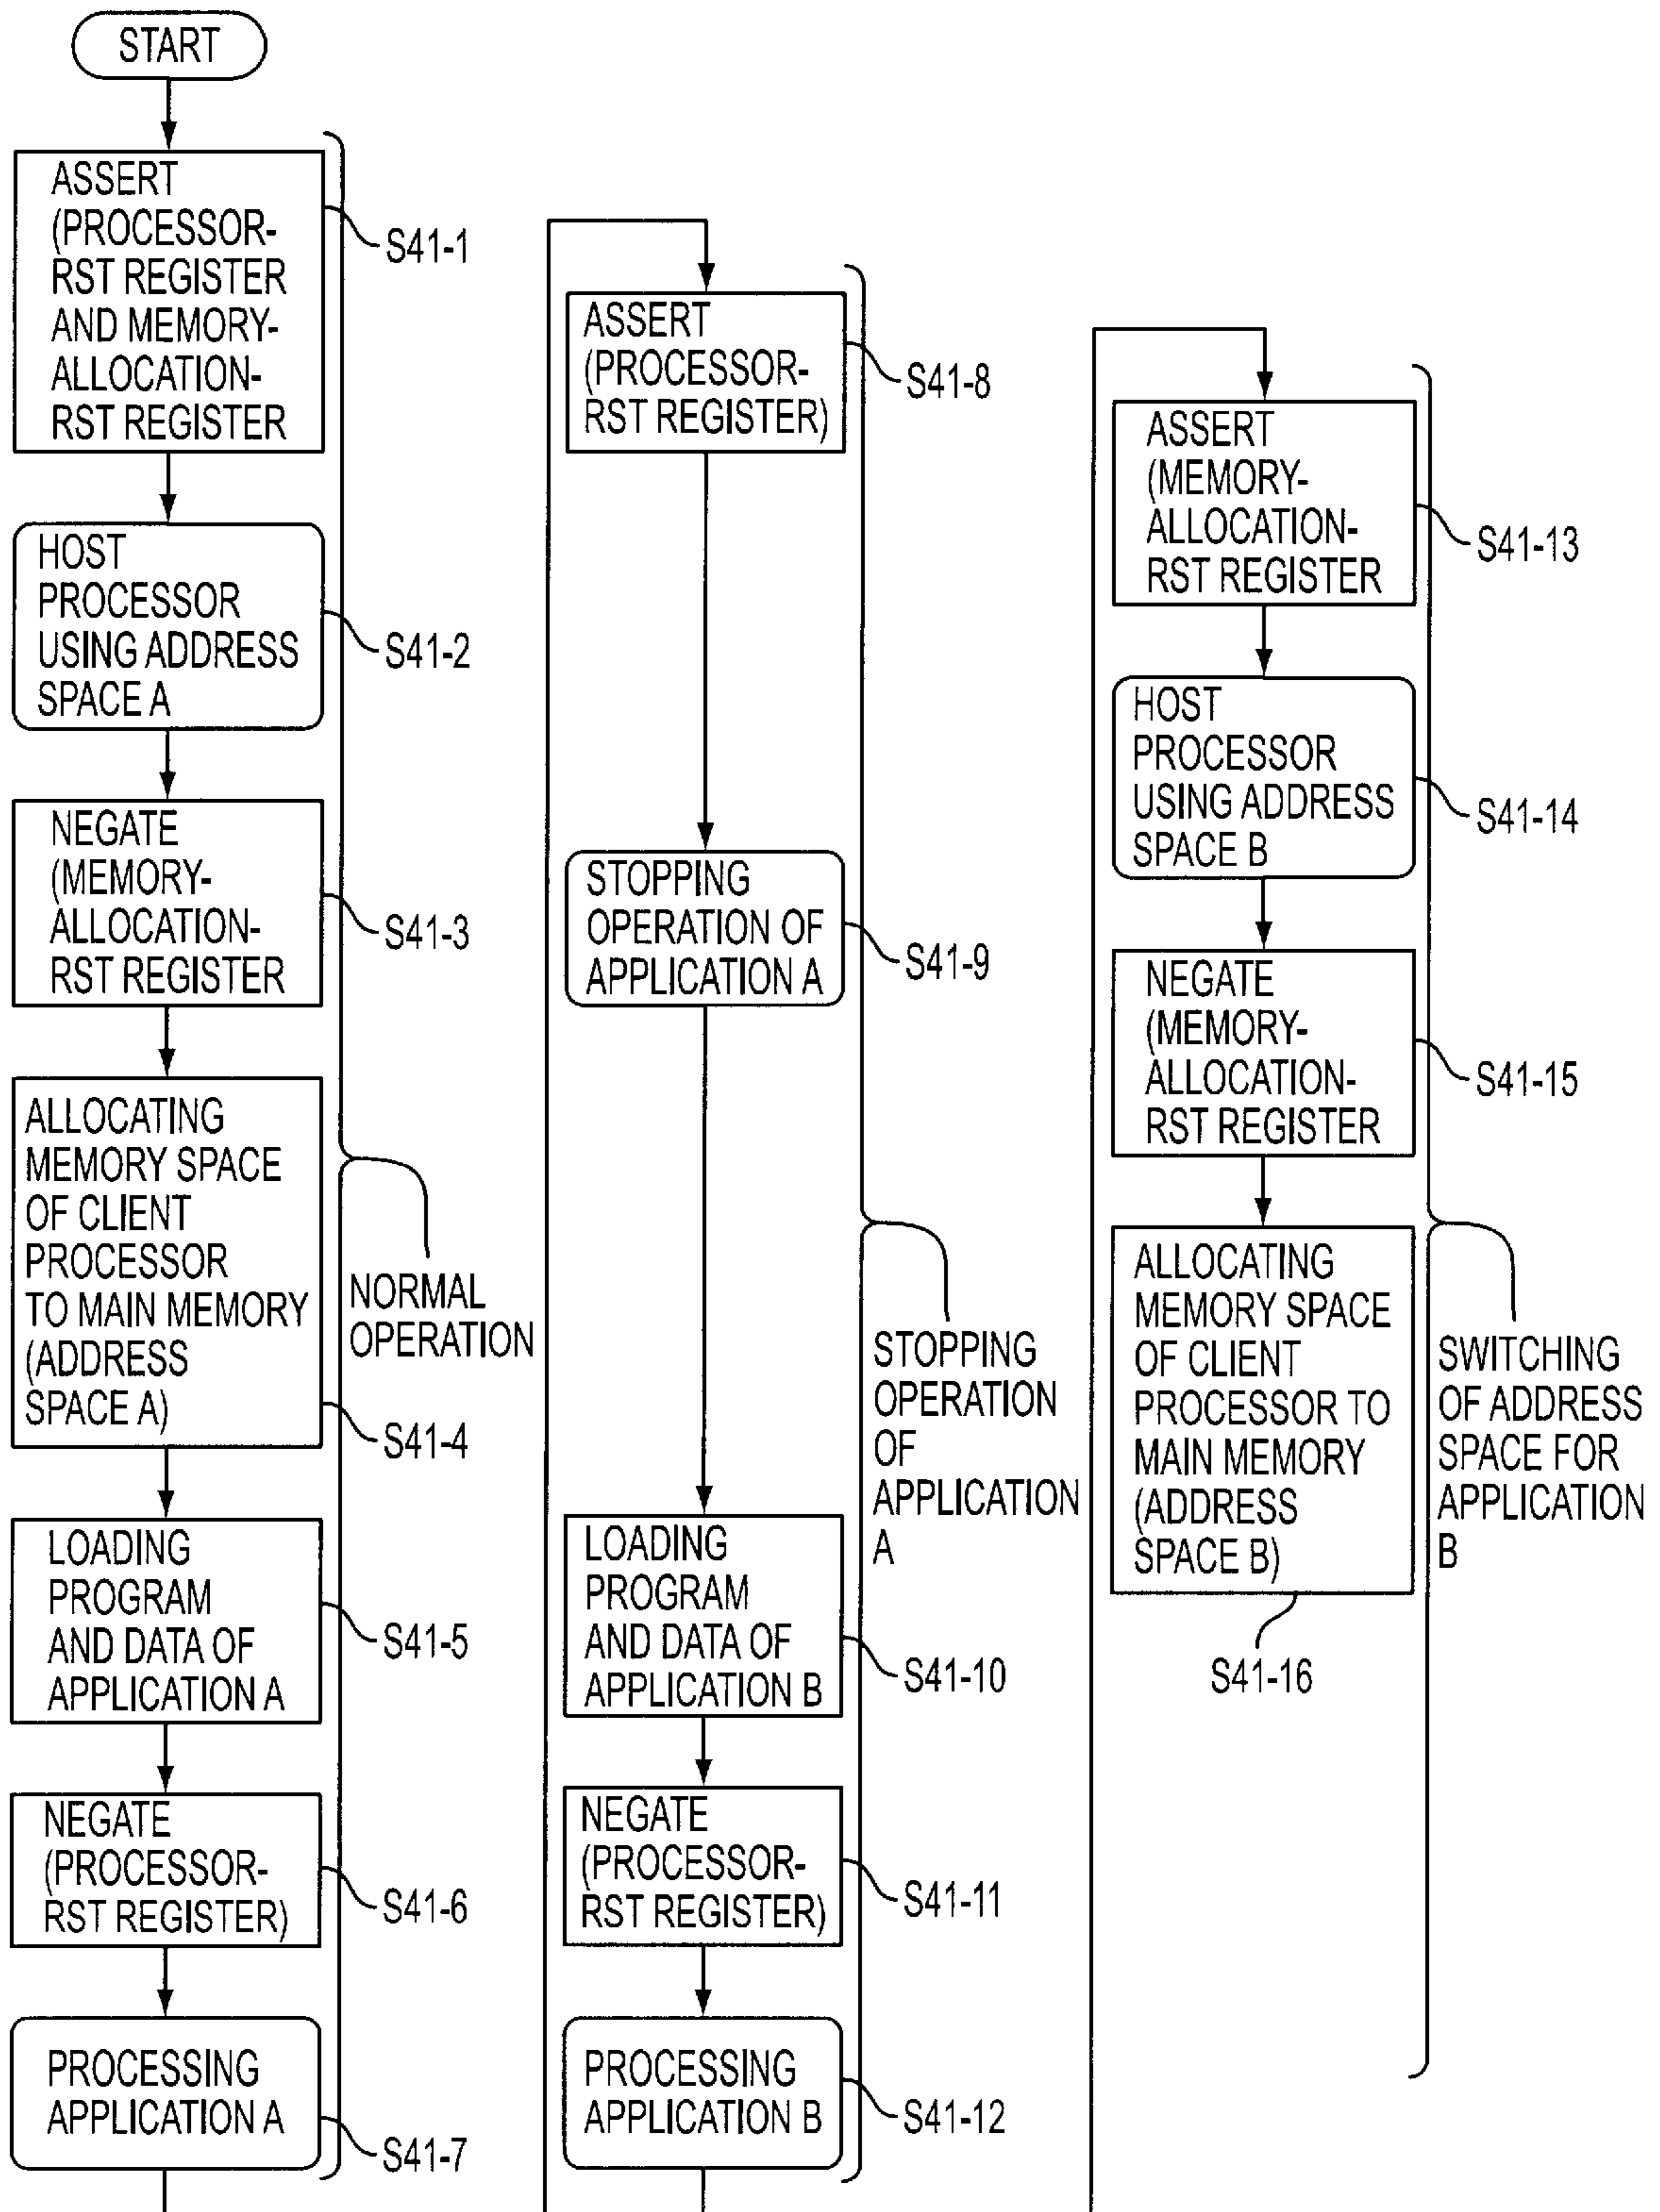 START
ASSERT
(PROCESSOR-
RST REGISTER
AND MEMORY-
ALLOCATION-
RST REGISTER
S41-1
HOST
PROCESSOR
USING ADDRESS
SPACE A
S41-2
NEGATE
(MEMORY-
ALLOCATION-
RST REGISTER
S41-3
ALLOCATING
MEMORY SPACE
OF CLIENT
PROCESSOR
TO MAIN MEMORY
(ADDRESS
SPACE A)
S41-4
LOADING
PROGRAM
AND DATA OF
APPLICATION A
S41-5
NEGATE
(PROCESSOR-
RST REGISTER)
S41-6
PROCESSING
APPLICATION A
S41-7
NORMAL
OPERATION
ASSERT
(PROCESSOR-
RST REGISTER)
S41-8
STOPPING
OPERATION OF
APPLICATION A
S41-9
LOADING
PROGRAM
AND DATA OF
APPLICATION B
S41-10
NEGATE
(PROCESSOR-
RST REGISTER)
S41-11
PROCESSING
APPLICATION B
S41-12
STOPPING
OPERATION
OF
APPLICATION
A
ASSERT
(MEMORY-
ALLOCATION-
RST REGISTER
S41-13
HOST
PROCESSOR
USING ADDRESS
SPACE B
S41-14
NEGATE
(MEMORY-
ALLOCATION-
RST REGISTER
S41-15
ALLOCATING
MEMORY SPACE
OF CLIENT
PROCESSOR TO
MAIN MEMORY
(ADDRESS
SPACE B)
S41-16
SWITCHING
OF ADDRESS
SPACE FOR
APPLICATION
B